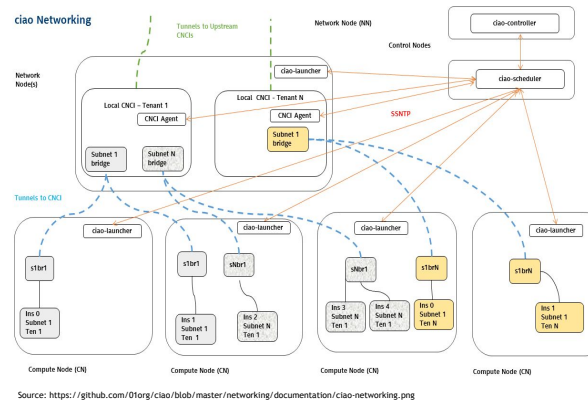 ciao Networking
Tunnels to Upstream
CNCIs
Network Node (NN)
Control Nodes
ciao-controller
Network
Node(s)
ciao-launcher
ciao-scheduler
Local CNCI - Tenant 1
CNCI Agent
Local CNCI - Tenant N
CNCI Agent
SSNTP
Subnet 1
bridge
Subnet N
bridge
Subnet 1
bridge
Tunnels to CNCI
ciao-launcher
ciao-launcher
ciao-launcher
ciao-launcher
s1br1
s1br1
sNbr1
sNbr1
s1brN
s1brN
Ins 0
Subnet 1
Ten 1
Ins 1
Subnet 1
Ten 1
Ins 2
Subnet N
Ten 1
Ins 3
Subnet N
Ten 1
Ins 4
Subnet N
Ten 1
Ins 0
Subnet 1
Ten N
Ins 1
Subnet 1
Ten N
Compute Node (CN)
Compute Node (CN)
Compute Node (CN)
Compute Node (CN)
Source: https://github.com/01org/ciao/blob/master/networking/documentation/ciao-networking.png